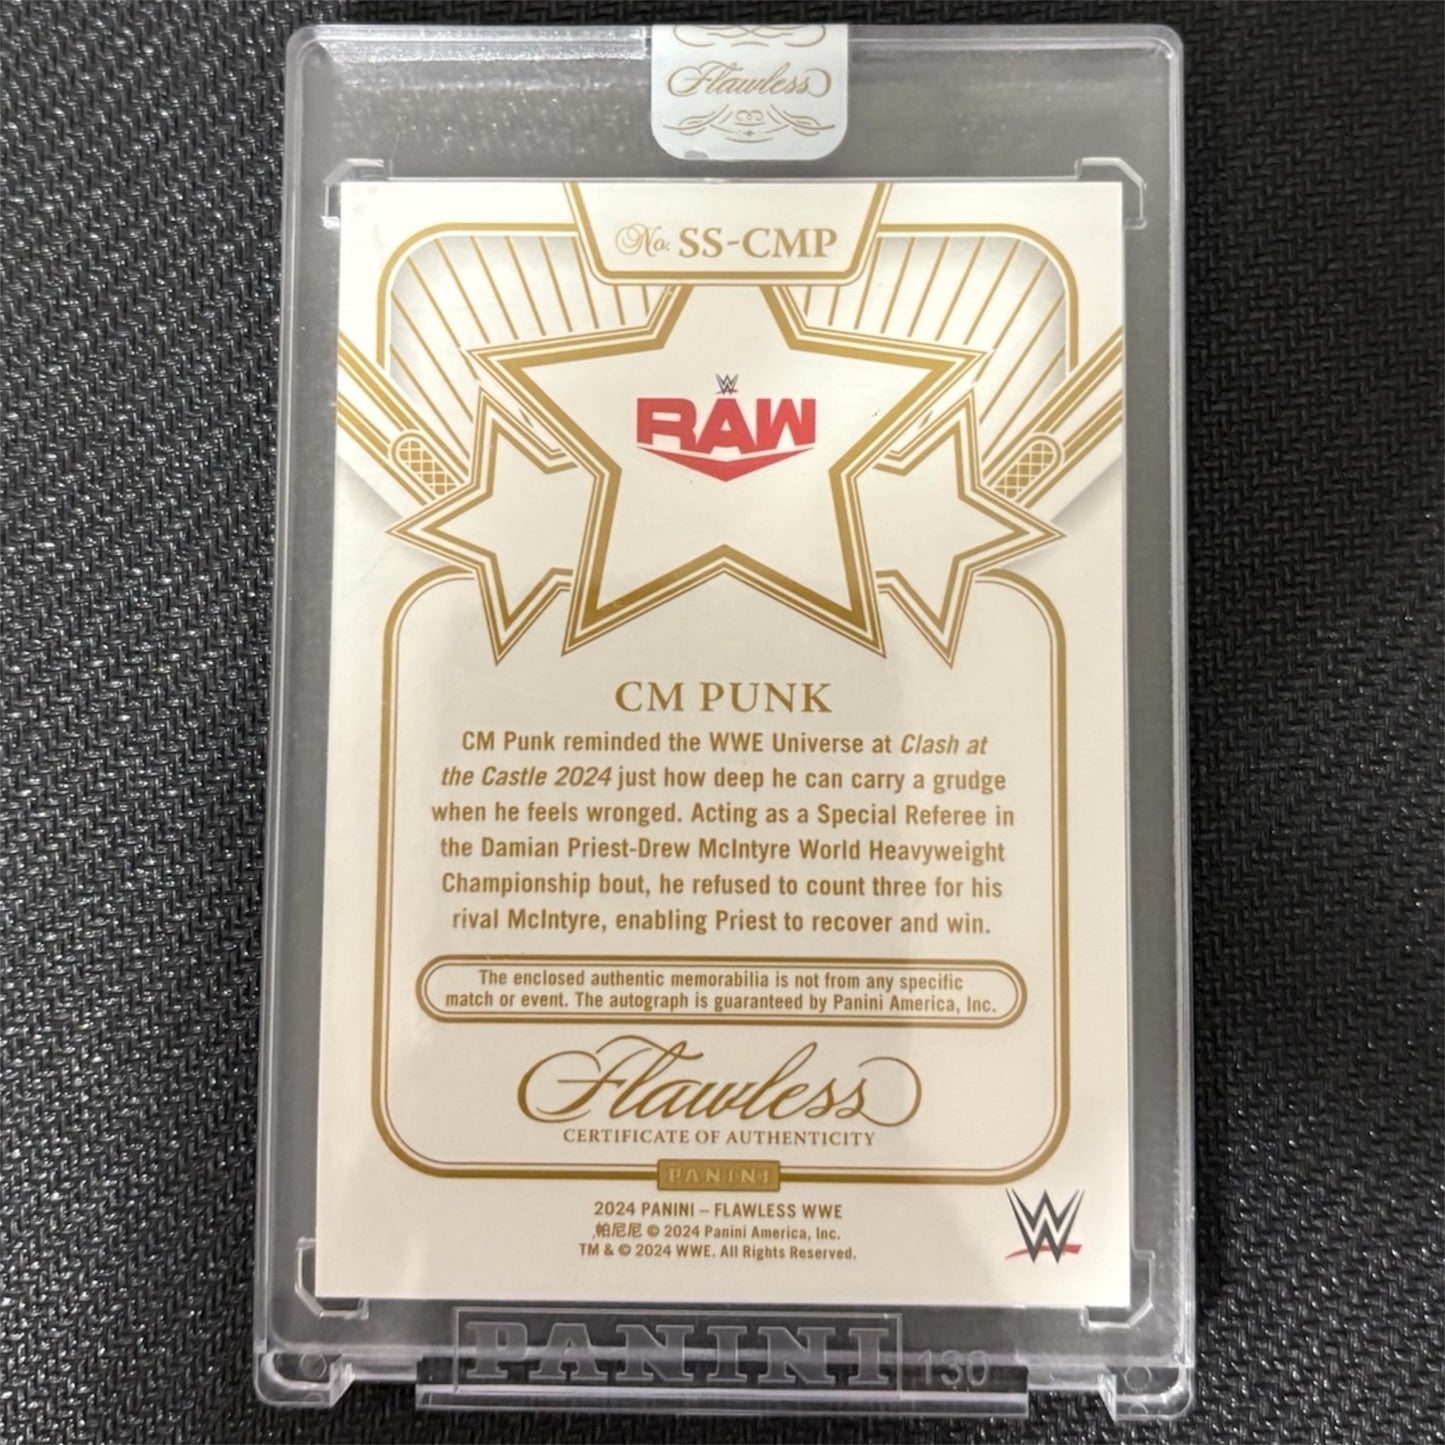 Flawless
No. SS-CMP
W
RAW
CM PUNK
CM Punk reminded the WWE Universe at Clash at
the Castle 2024 just how deep he can carry a grudge
when he feels wronged. Acting as a Special Referee in
the Damian Priest-Drew McIntyre World Heavyweight
Championship bout, he refused to count three for his
rival McIntyre, enabling Priest to recover and win.
The enclosed authentic memorabilia is not from any specific
match or event. The autograph is guaranteed by Panini America, Inc.
Flawless
CERTIFICATE OF AUTHENTICITY
PANINI
2024 PANINI – FLAWLESS WWE
帕尼尼 © 2024 Panini America, Inc.
TM & © 2024 WWE. All Rights Reserved.
W
PANINI 130